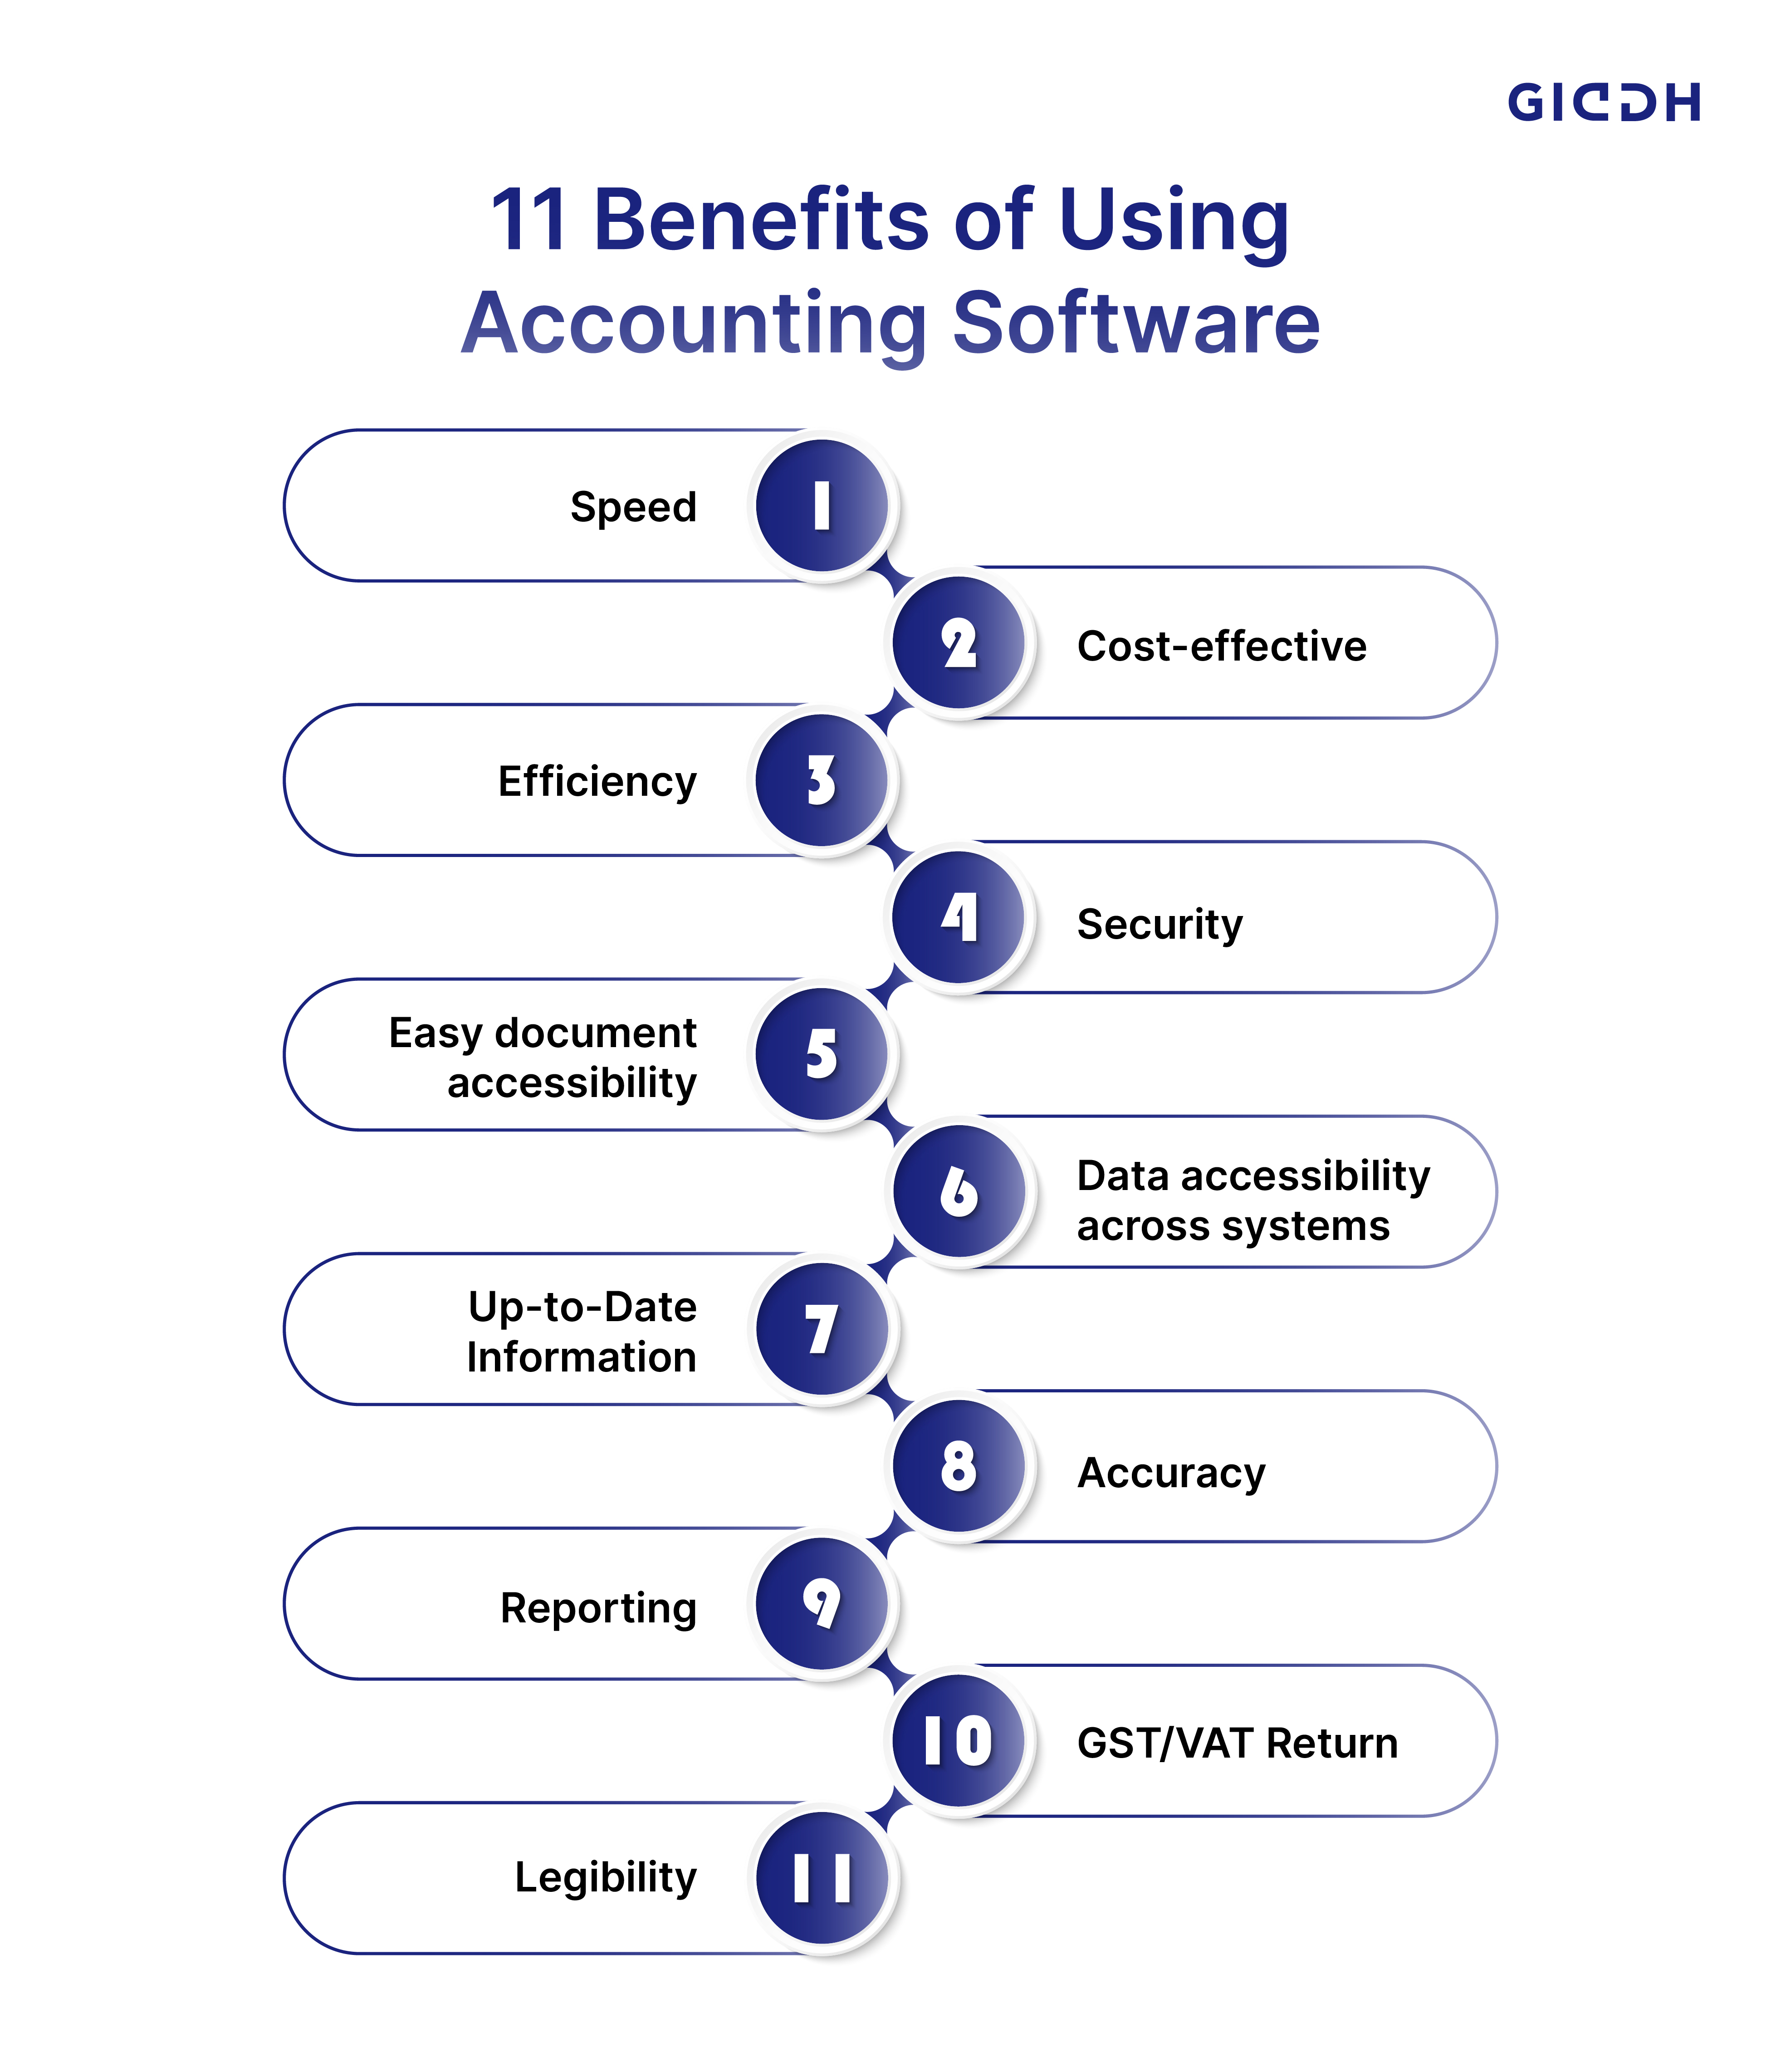 GIDDH
11 Benefits of Using
Accounting Software
1
Speed
2
Cost-effective
3
Efficiency
4
Security
5
Easy document
accessibility
6
Data accessibility
across systems
7
Up-to-Date
Information
8
Accuracy
9
Reporting
10
GST/VAT Return
11
Legibility